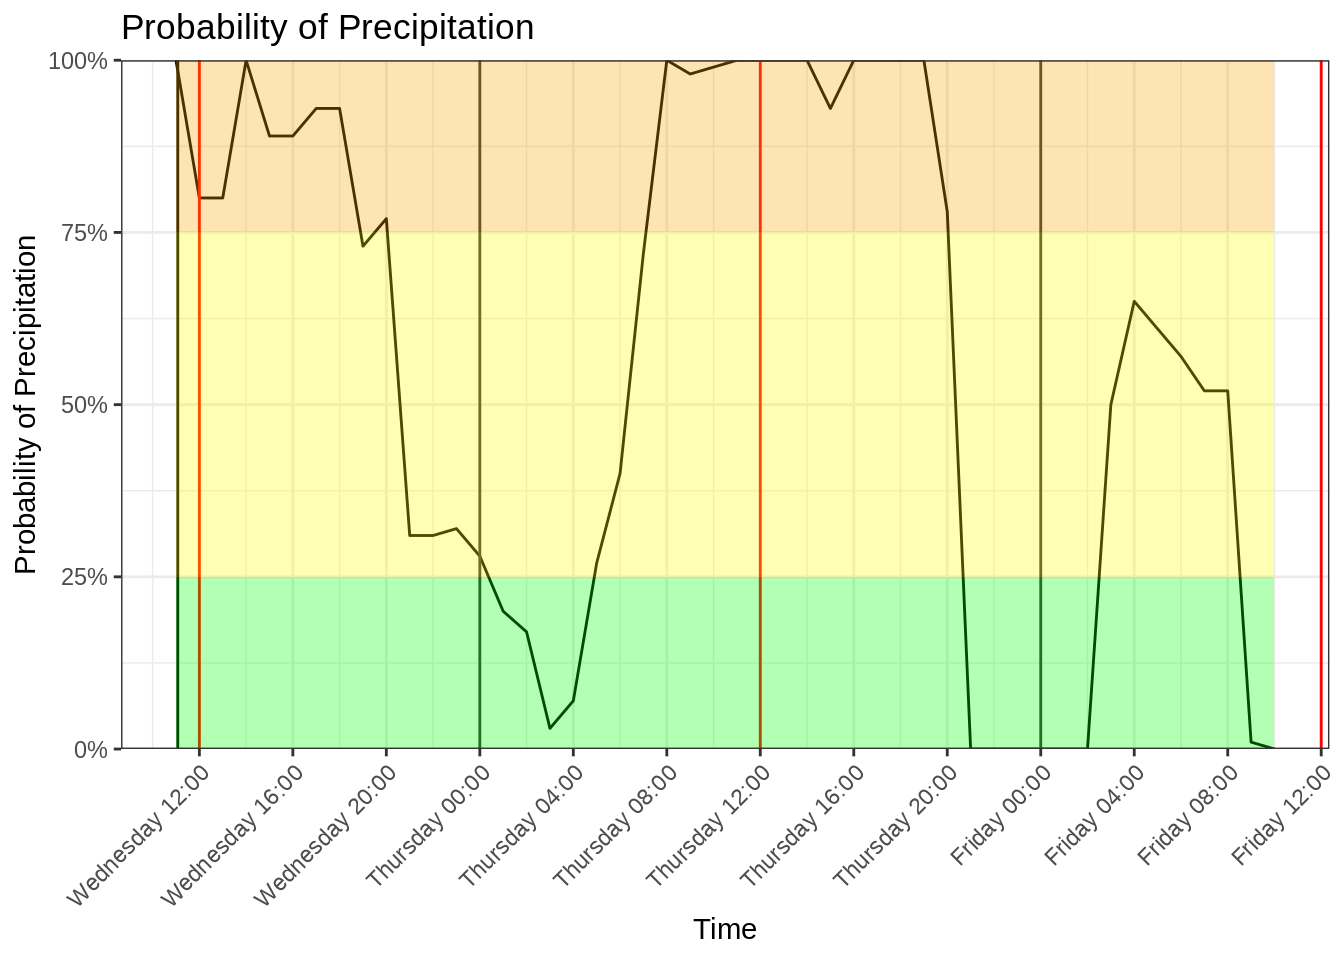 Probability of Precipitation
Probability of Precipitation
100%
75%
50%
25%
0%
Wednesday 12:00
Wednesday 16:00
Wednesday 20:00
Thursday 00:00
Thursday 04:00
Thursday 08:00
Thursday 12:00
Thursday 16:00
Thursday 20:00
Friday 00:00
Friday 04:00
Friday 08:00
Friday 12:00
Time